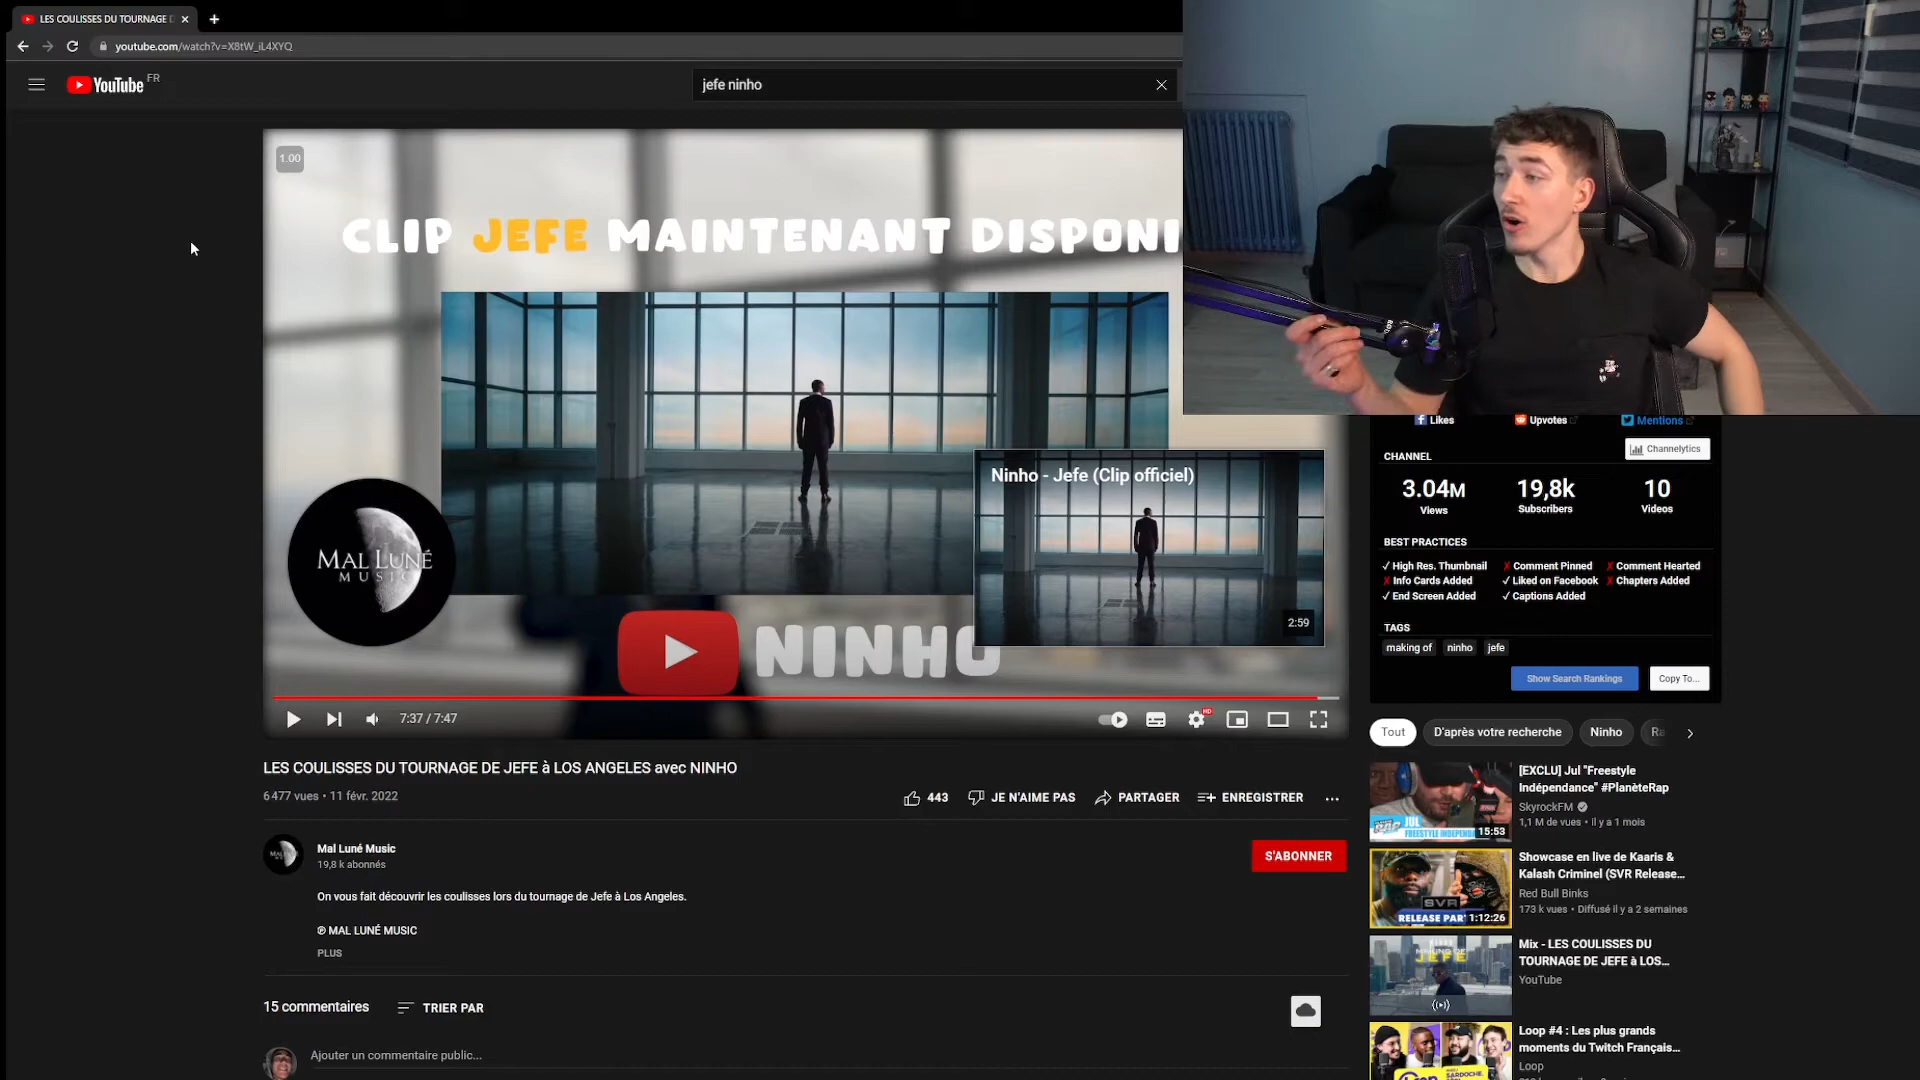 LES COULISSES DU TOURNAGE D
youtube.com/watch?v=X8tW_iL4XYQ
YouTube FR
jefe ninho
1.00
CLIP JEFE MAINTENANT DISPONI
Ninho - Jefe (Clip officiel)
MAL LUNÉ
MUSIC
2:59
NINHO
7:37 / 7:47
HD
LES COULISSES DU TOURNAGE DE JEFE à LOS ANGELES avec NINHO
6 477 vues • 11 févr. 2022
443
JE N'AIME PAS
PARTAGER
ENREGISTRER
Mal Luné Music
19,8 k abonnés
S'ABONNER
On vous fait découvrir les coulisses lors du tournage de Jefe à Los Angeles.
℗ MAL LUNÉ MUSIC
PLUS
15 commentaires
TRIER PAR
Ajouter un commentaire public...
Likes
Upvotes
Mentions
CHANNEL
Channelytics
3.04M
19,8k
10
Views
Subscribers
Videos
BEST PRACTICES
✓ High Res. Thumbnail ✗ Comment Pinned ✗ Comment Hearted
✗ Info Cards Added ✓ Liked on Facebook ✗ Chapters Added
✓ End Screen Added ✓ Captions Added
TAGS
making of ninho jefe
Show Search Rankings
Copy To...
Tout
D'après votre recherche
Ninho
Ra
[EXCLU] Jul "Freestyle
Indépendance" #PlanèteRap
SkyrockFM
1,1 M de vues • il y a 1 mois
JUL
FREESTYLE INDEPEND
15:53
Showcase en live de Kaaris &
Kalash Criminel (SVR Release...
Red Bull Binks
173 k vues • Diffusé il y a 2 semaines
SVR
RELEASE PAR
1:12:26
Mix - LES COULISSES DU
TOURNAGE DE JEFE à LOS...
YouTube
MAKING OF
JEFE
Loop #4 : Les plus grands
moments du Twitch Français...
Loop
SARDOCHE